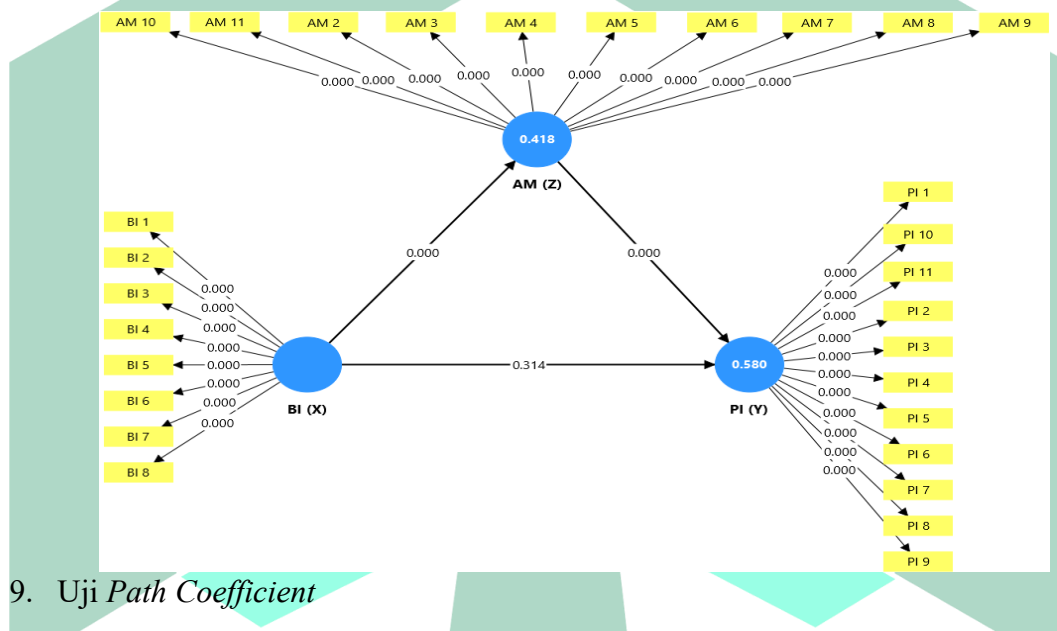 AM 10 AM 11 AM 2 AM 3 AM 4 AM 5 AM 6 AM 7 AM 8 AM 9
0.000 0.000 0.000 0.000 0.000 0.000 0.000 0.000 0.000 0.000
0.418
AM (Z)
BI 1
BI 2
BI 3
BI 4
BI 5
BI 6
BI 7
BI 8
0.000
0.000
0.000
0.000
0.000
0.000
0.000
0.000
BI (X)
0.000
0.000
0.314
0.580
PI (Y)
0.000
0.000
0.000
0.000
0.000
0.000
0.000
0.000
0.000
0.000
0.000
PI 1
PI 10
PI 11
PI 2
PI 3
PI 4
PI 5
PI 6
PI 7
PI 8
PI 9
9. Uji Path Coefficient